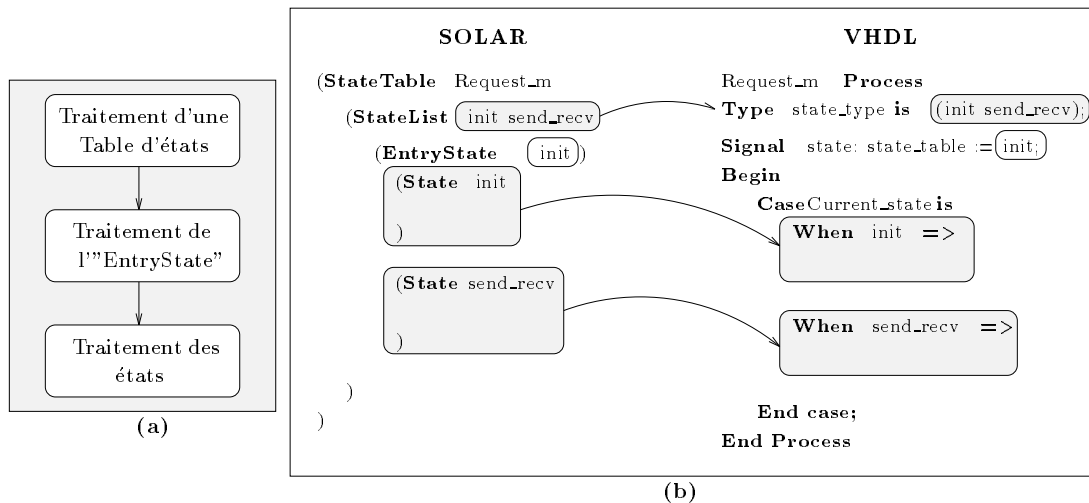 Traitement d'une
Table d'états
Traitement de
l'"EntryState"
Traitement des
états
(a)
SOLAR
(StateTable Request_m
(StateList init send_recv
(EntryState init )
(State init
)
(State send_recv
)
)
)
VHDL
Request_m Process
Type state_type is (init send_recv);
Signal state: state_table := init;
Begin
Case Current_state is
When init =>
When send_recv =>
End case;
End Process
(b)